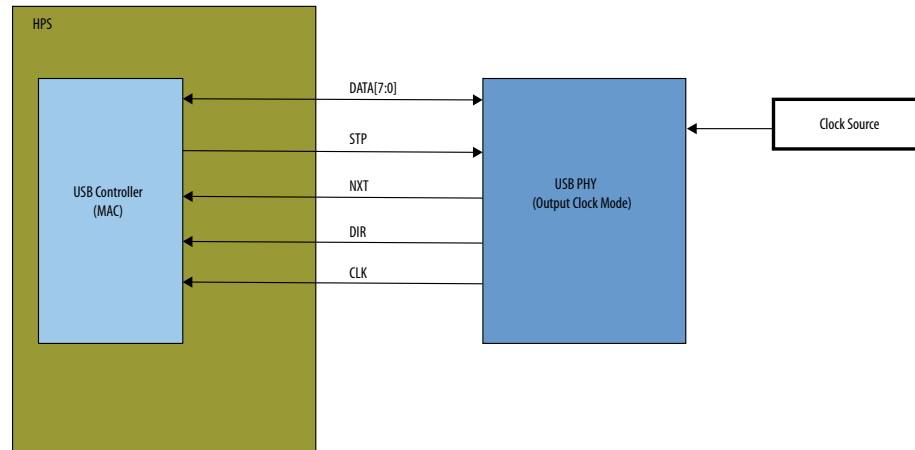 HPS
DATA[7:0]
STP
NXT
DIR
CLK
USB Controller
(MAC)
USB PHY
(Output Clock Mode)
Clock Source